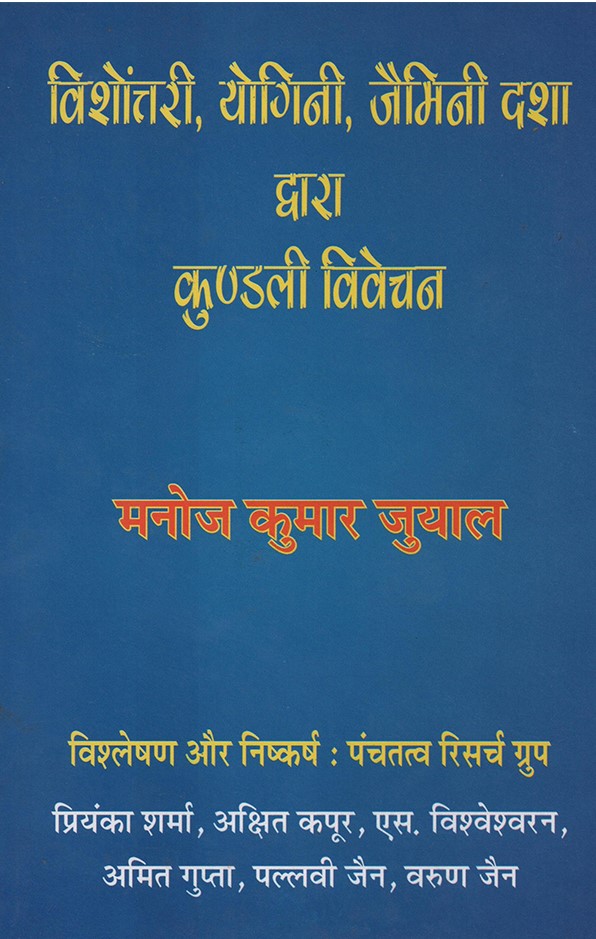 विशोंत्तरी, योगिनी, जैमिनी दशा
द्वारा
कुण्डली विवेचन
मनोज कुमार जुयाल
विश्लेषण और निष्कर्ष : पंचतत्व रिसर्च ग्रुप
प्रियंका शर्मा, अक्षित कपूर, एस. विश्वेश्वरन,
अमित गुप्ता, पल्लवी जैन, वरुण जैन